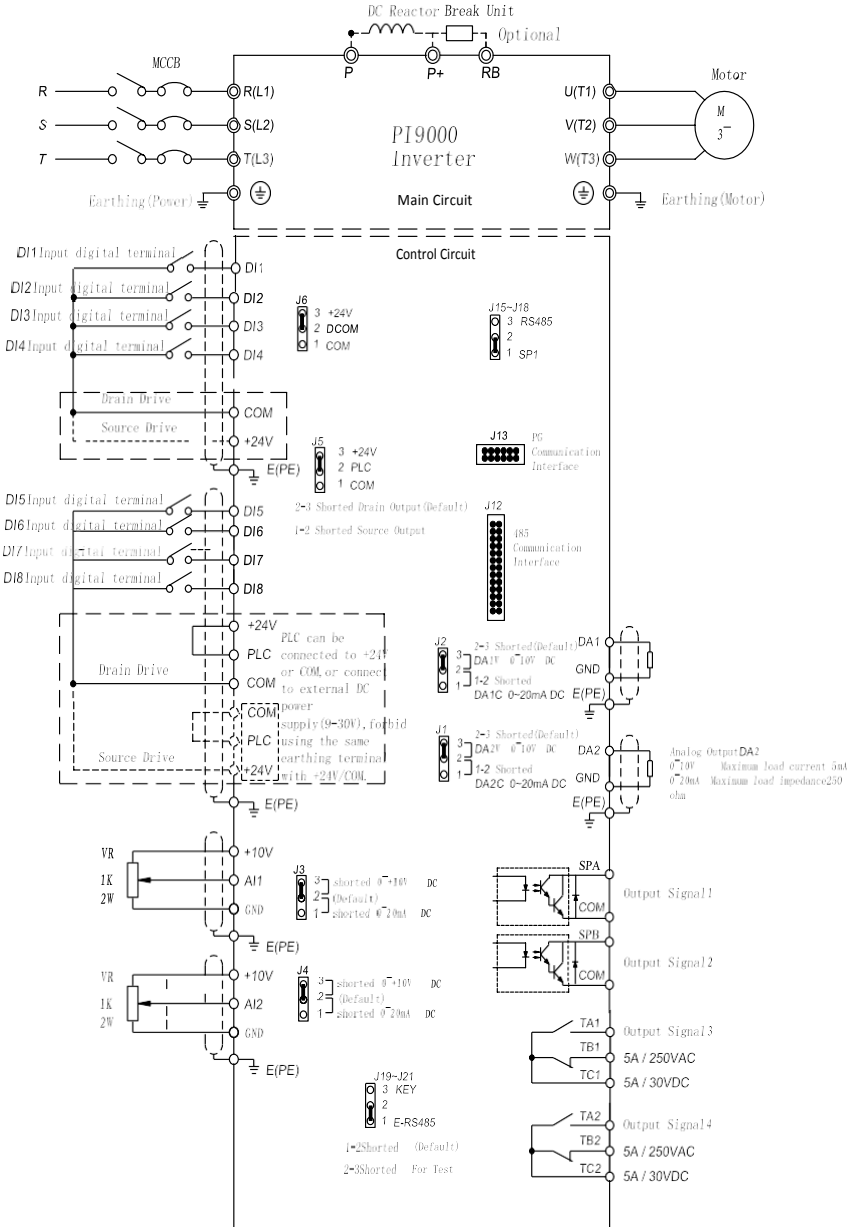 DC Reactor Break Unit
Optional
P
P+
RB
MCCB
Motor
R
R(L1)
U(T1)
S
S(L2)
V(T2)
T
T(L3)
W(T3)
M
3~
PI9000
Inverter
Earthing(Power)
Main Circuit
Earthing(Motor)
Control Circuit
DI1 Input digital terminal
DI1
DI2 Input digital terminal
DI2
DI3 Input digital terminal
DI3
DI4 Input digital terminal
DI4
J6
3 +24V
2 DCOM
1 COM
J15~J18
3 RS485
2
1 SP1
Drain Drive
COM
Source Drive
+24V
E(PE)
J5
3 +24V
2 PLC
1 COM
2-3 Shorted Drain Output(Default)
1-2 Shorted Source Output
J13
PG
Communication
Interface
J12
485
Communication
Interface
DI5 Input digital terminal
DI5
DI6 Input digital terminal
DI6
DI7 Input digital terminal
DI7
DI8 Input digital terminal
DI8
+24V
PLC
Drain Drive
COM
COM
PLC
Source Drive
+24V
E(PE)
PLC can be
connected to +24V
or COM, or connect
to external DC
power
supply(9-30V), forbid
using the same
earthing terminal
with +24V/COM.
J2
3
2
1
2-3 Shorted(Default)
DA1V 0~10V DC
1-2 Shorted
DA1C 0~20mA DC
DA1
GND
E(PE)
J1
3
2
1
2-3 Shorted(Default)
DA2V 0~10V DC
1-2 Shorted
DA2C 0~20mA DC
DA2
GND
E(PE)
Analog Output DA2
0~10V Maximum load current 5mA
0~20mA Maximum load Impedance250
ohm
VR
1K
2W
+10V
AI1
GND
E(PE)
J3
3 shorted 0~+10V DC
2 (Default)
1 shorted 0~20mA DC
VR
1K
2W
+10V
AI2
GND
E(PE)
J4
3 shorted 0~+10V DC
2 (Default)
1 shorted 0~20mA DC
SPA
COM
Output Signal1
SPB
COM
Output Signal2
TA1
Output Signal3
TB1
5A / 250VAC
TC1
5A / 30VDC
J19~J21
3 KEY
2
1 E-RS485
1-2Shorted (Default)
2-3Shorted For Test
TA2
Output Signal4
TB2
5A / 250VAC
TC2
5A / 30VDC